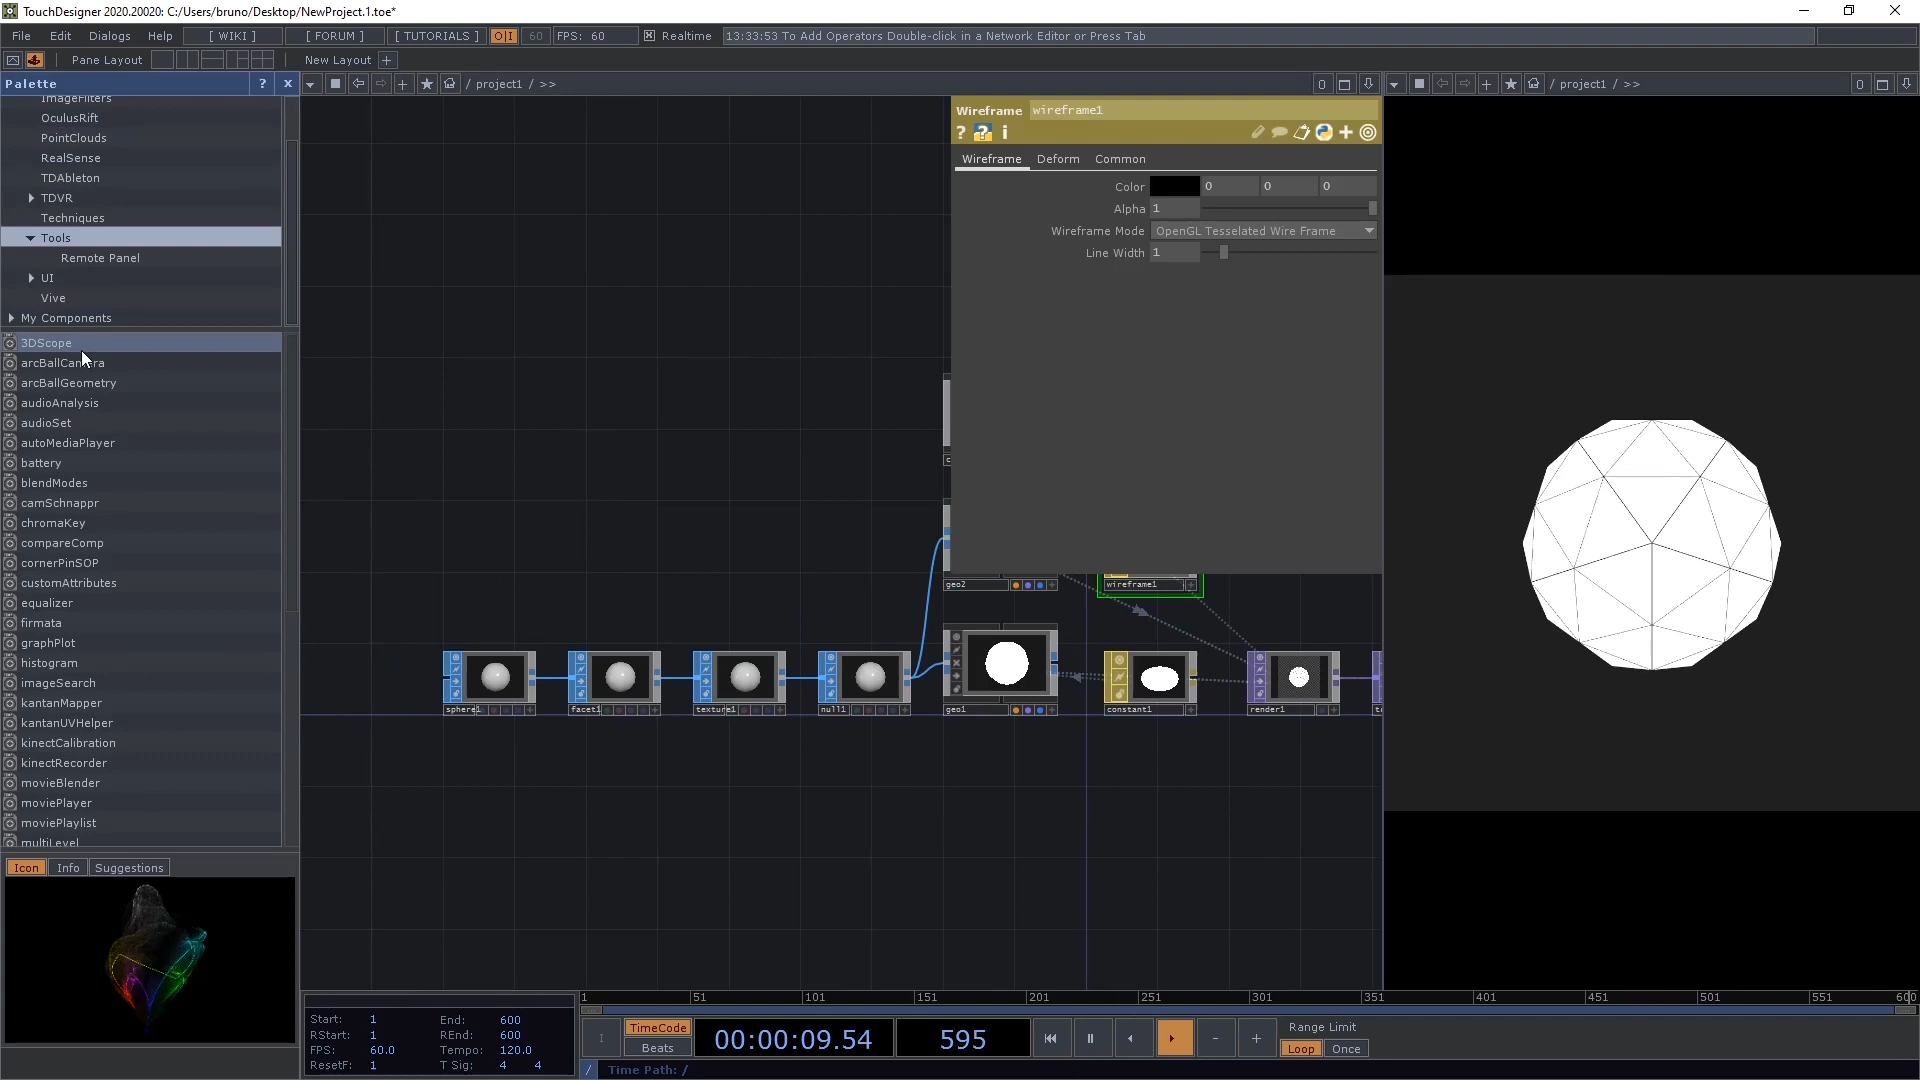 TouchDesigner 2020.20020: C:/Users/bruno/Desktop/NewProject.1.toe*
File Edit Dialogs Help [ WIKI ] [ FORUM ] [ TUTORIALS ] O|I 60 FPS: 60 Realtime 13:33:53 To Add Operators Double-click in a Network Editor or Press Tab
Pane Layout New Layout +
Palette ? x
/ project1 / >> 0
/ project1 / >> 0
ImageFilters
OculusRift
PointClouds
RealSense
TDAbleton
TDVR
Techniques
Tools
Remote Panel
UI
Vive
My Components
3DScope
arcBallCamera
arcBallGeometry
audioAnalysis
audioSet
autoMediaPlayer
battery
blendModes
camSchnappr
chromaKey
compareComp
cornerPinSOP
customAttributes
equalizer
firmata
graphPlot
histogram
imageSearch
kantanMapper
kantanUVHelper
kinectCalibration
kinectRecorder
movieBlender
moviePlayer
moviePlaylist
multiLevel
Icon Info Suggestions
Wireframe wireframe1
? ? i
Wireframe Deform Common
Color 0 0 0
Alpha 1
Wireframe Mode OpenGL Tesselated Wire Frame
Line Width 1
geo2
wireframe1
sphere1
facet1
texture1
null1
geo1
constant1
render1
1 51 101 151 201 251 301 351 401 451 501 551 600
Start: 1 End: 600
RStart: 1 REnd: 600
FPS: 60.0 Tempo: 120.0
ResetF: 1 T Sig: 4 4
TimeCode
Beats
00:00:09.54
595
- +
Range Limit
Loop Once
/ Time Path: /